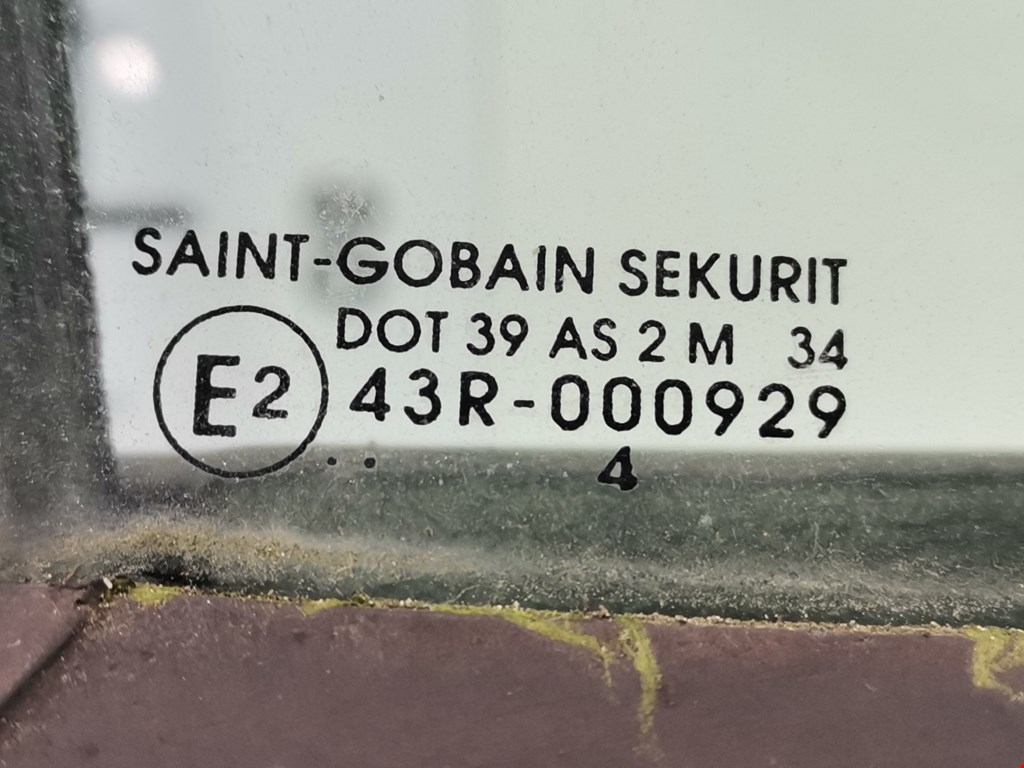 SAINT-GOBAIN SEKURIT
DOT 39 AS 2 M 34
E2 43R-000929
.. 4